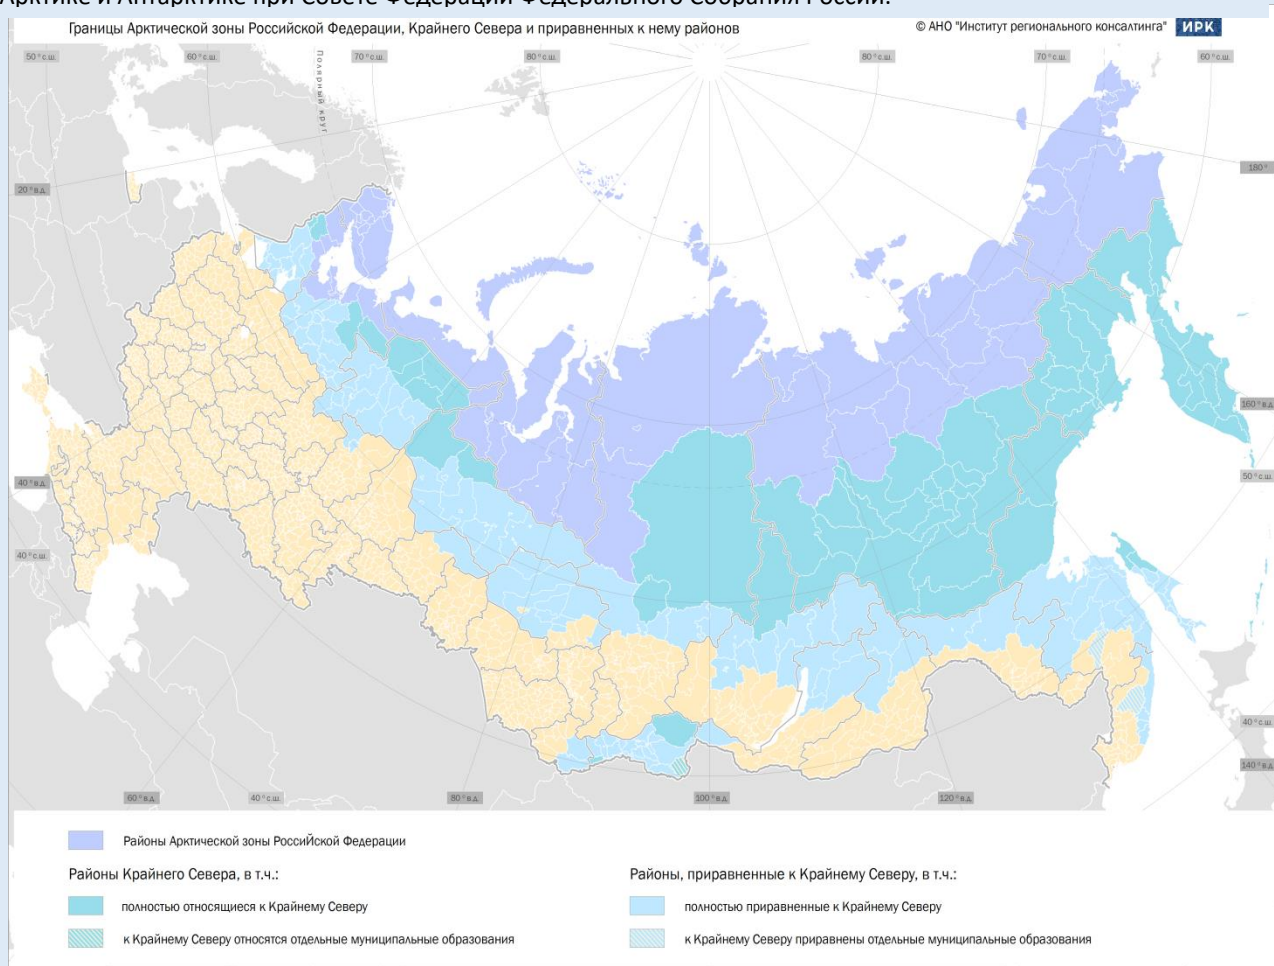 Арктике и Антарктике при Совете Федерации Федерального Собрания России.
Границы Арктической зоны Российской Федерации, Крайнего Севера и приравненных к нему районов
© АНО "Институт регионального консалтинга" ИРК
50° с.ш. 60° с.ш. 70° с.ш. 80° с.ш. 80° с.ш. 70° с.ш. 60° с.ш.
Полярный круг
180°
20° в.д.
160° в.д.
50° с.ш.
40° в.д.
40° с.ш.
40° с.ш.
140° в.д.
60° в.д. 40° с.ш. 80° в.д. 100° в.д. 120° в.д.
Районы Арктической зоны РоссиЙской Федерации
Районы Крайнего Севера, в т.ч.:
полностью относящиеся к Крайнему Северу
к Крайнему Северу относятся отдельные муниципальные образования
Районы, приравненные к Крайнему Северу, в т.ч.:
полностью приравненные к Крайнему Северу
к Крайнему Северу приравнены отдельные муниципальные образования